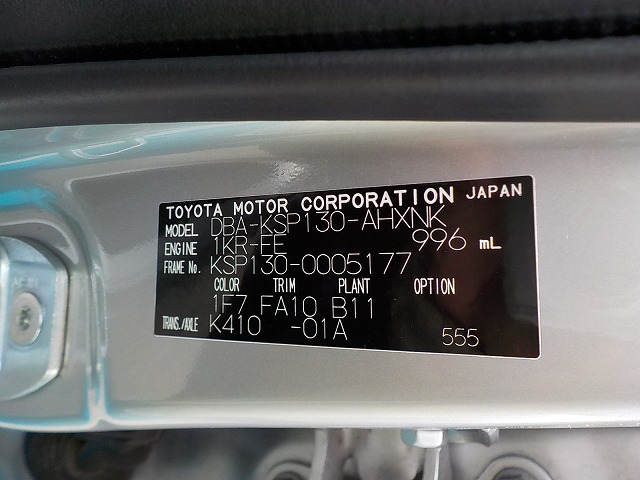 TOYOTA MOTOR CORPORATION JAPAN
MODEL DBA-KSP130-AHXNK
ENGINE 1KR-FE 996 mL
FRAME No. KSP130-0005177
COLOR TRIM PLANT OPTION
1F7 FA10 B11
TRANS./AXLE K410 -01A
555